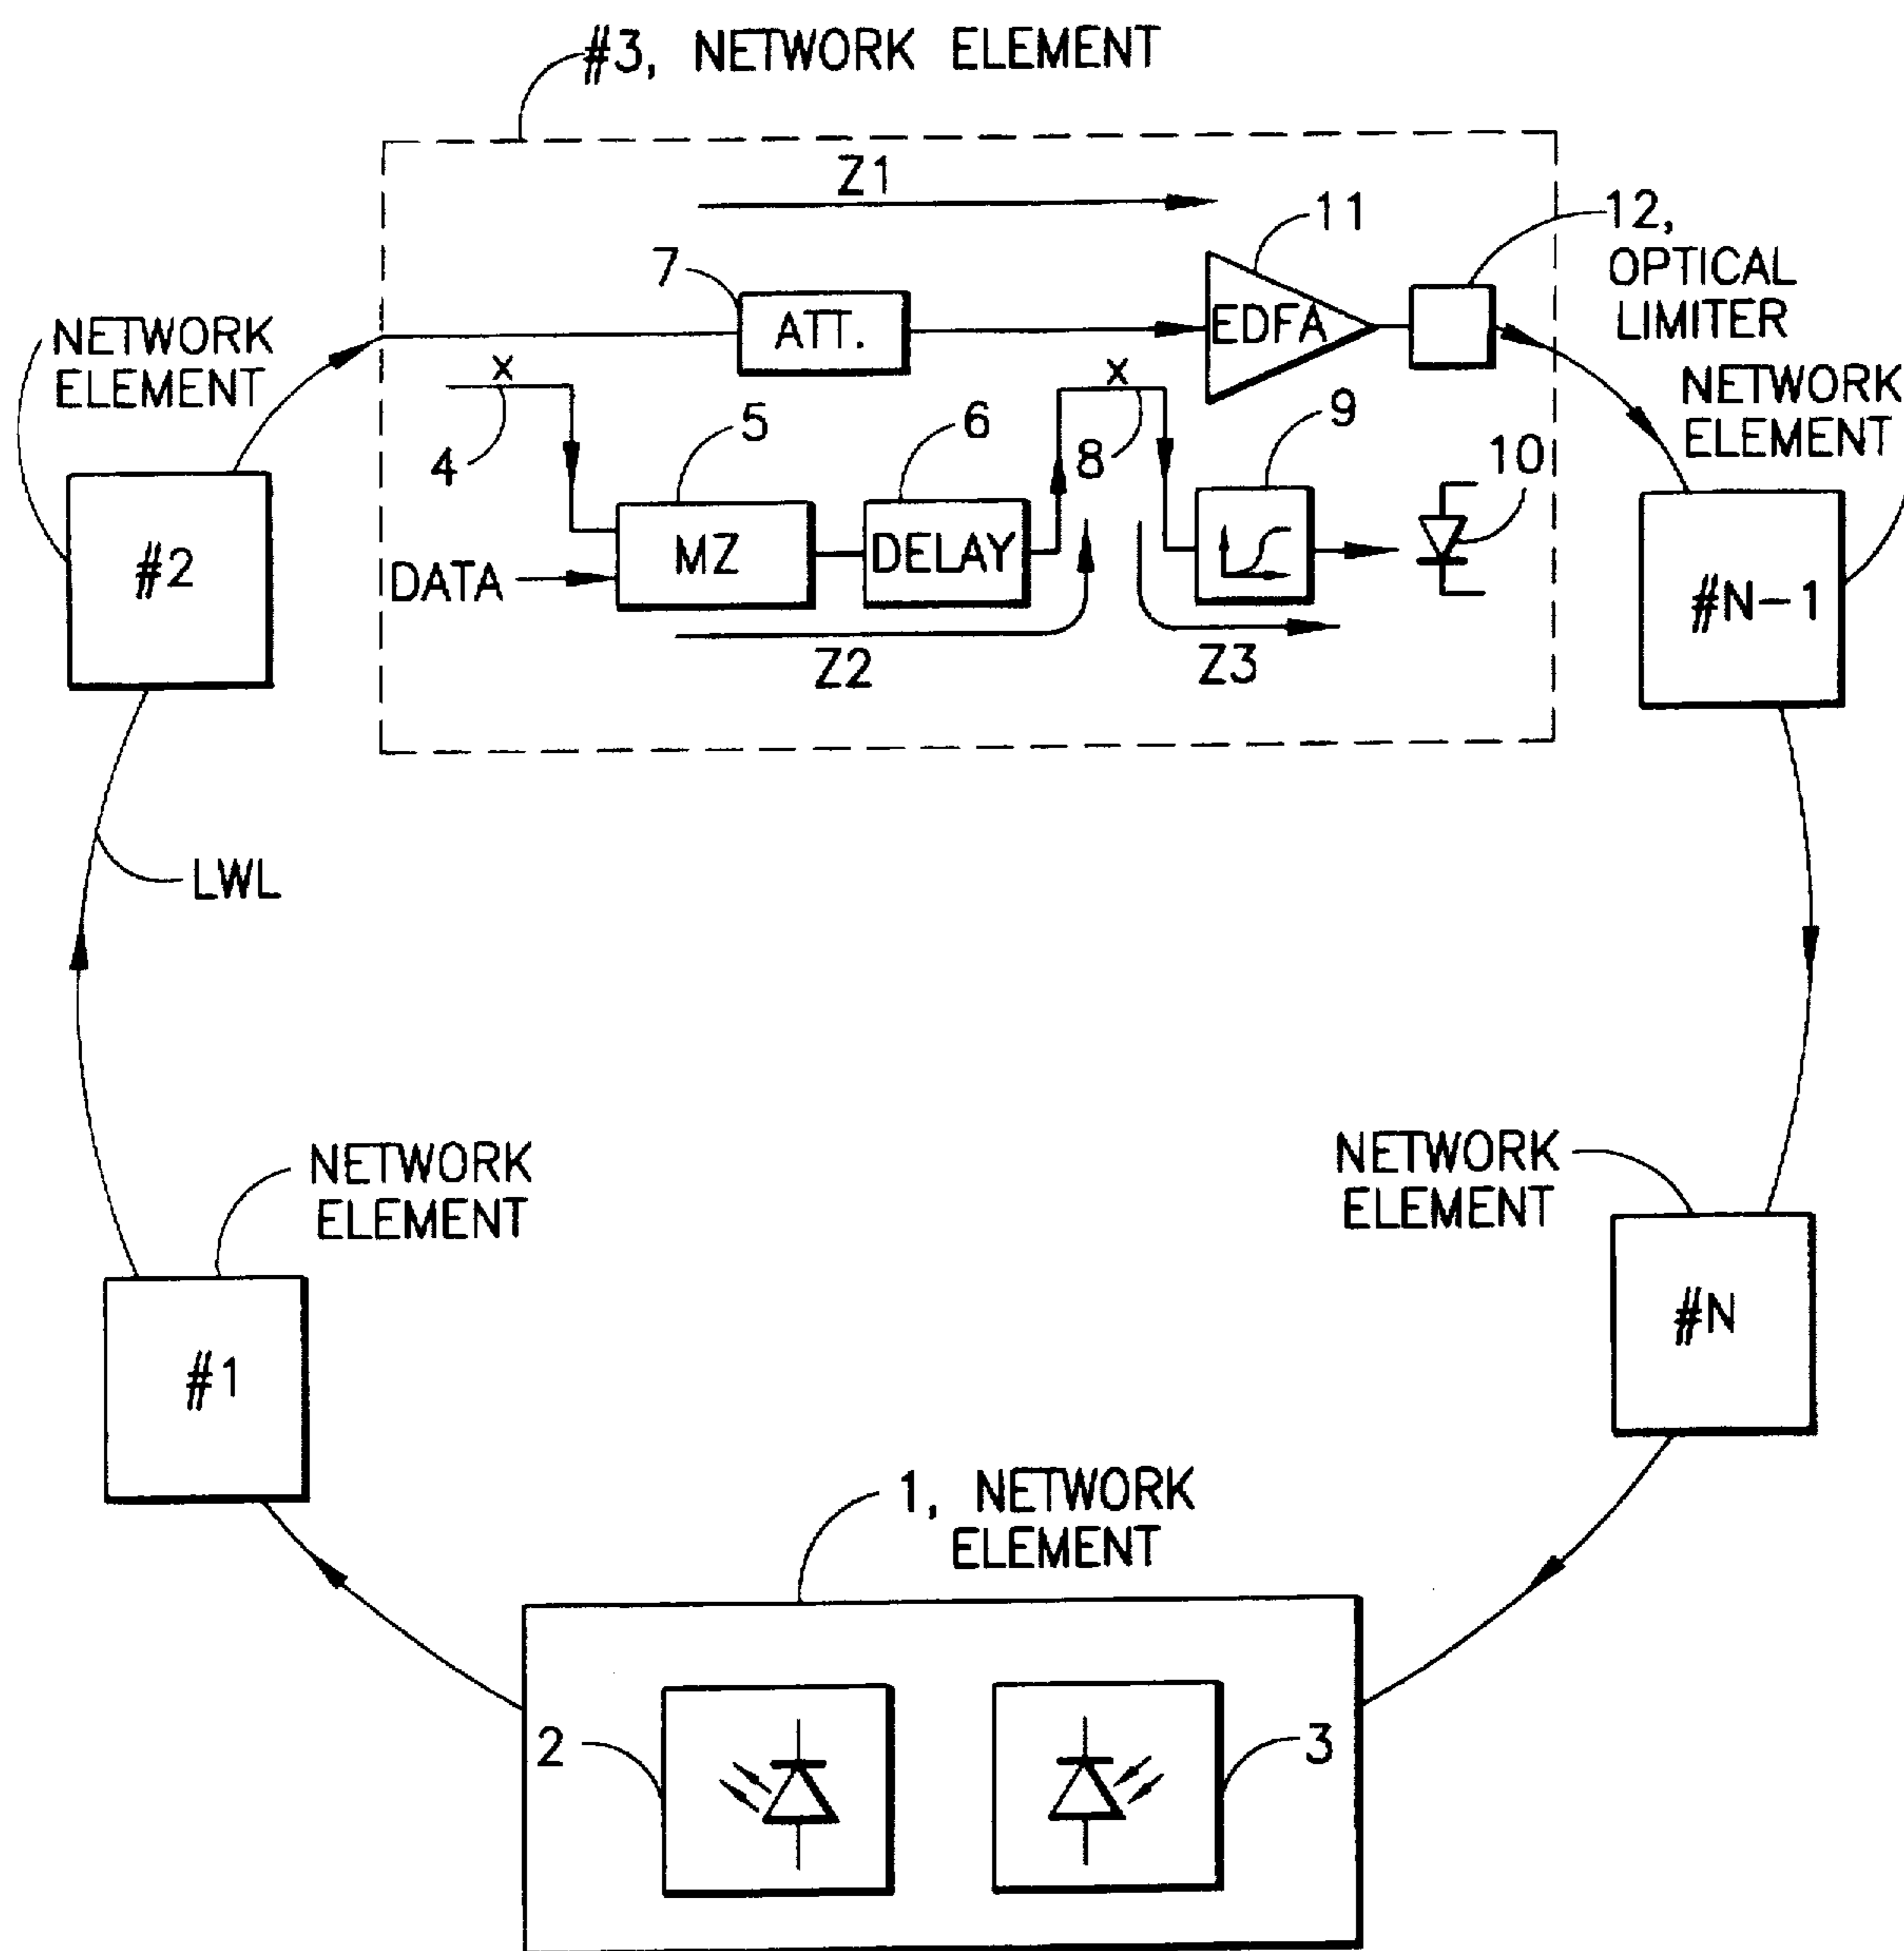 #3, NETWORK ELEMENT
Z1
11
12,
OPTICAL
LIMITER
7
ATT.
EDFA
NETWORK
ELEMENT
x
x
NETWORK
ELEMENT
4
5
6
8
9
10
#2
DATA
MZ
DELAY
#N-1
Z2
Z3
LWL
NETWORK
ELEMENT
NETWORK
ELEMENT
#1
#N
1, NETWORK
ELEMENT
2
3